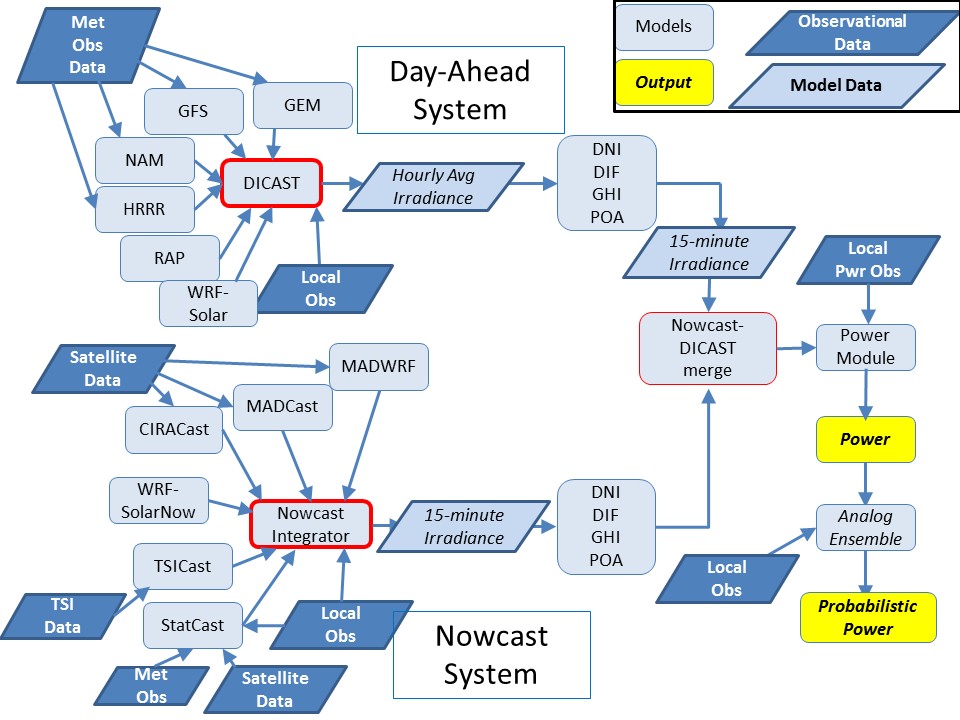 Met
Obs
Data
Day-Ahead
System
Models
Observational
Data
Output
Model Data
GFS
GEM
NAM
DICAST
HRRR
RAP
WRF-
Solar
Local
Obs
Hourly Avg
Irradiance
DNI
DIF
GHI
POA
15-minute
Irradiance
Local
Pwr Obs
Nowcast-
DICAST
merge
Power
Module
Power
Analog
Ensemble
Local
Obs
Probabilistic
Power
Satellite
Data
MADWRF
MADCast
CIRACast
WRF-
SolarNow
Nowcast
Integrator
15-minute
Irradiance
DNI
DIF
GHI
POA
TSICast
TSI
Data
StatCast
Local
Obs
Met
Obs
Satellite
Data
Nowcast
System